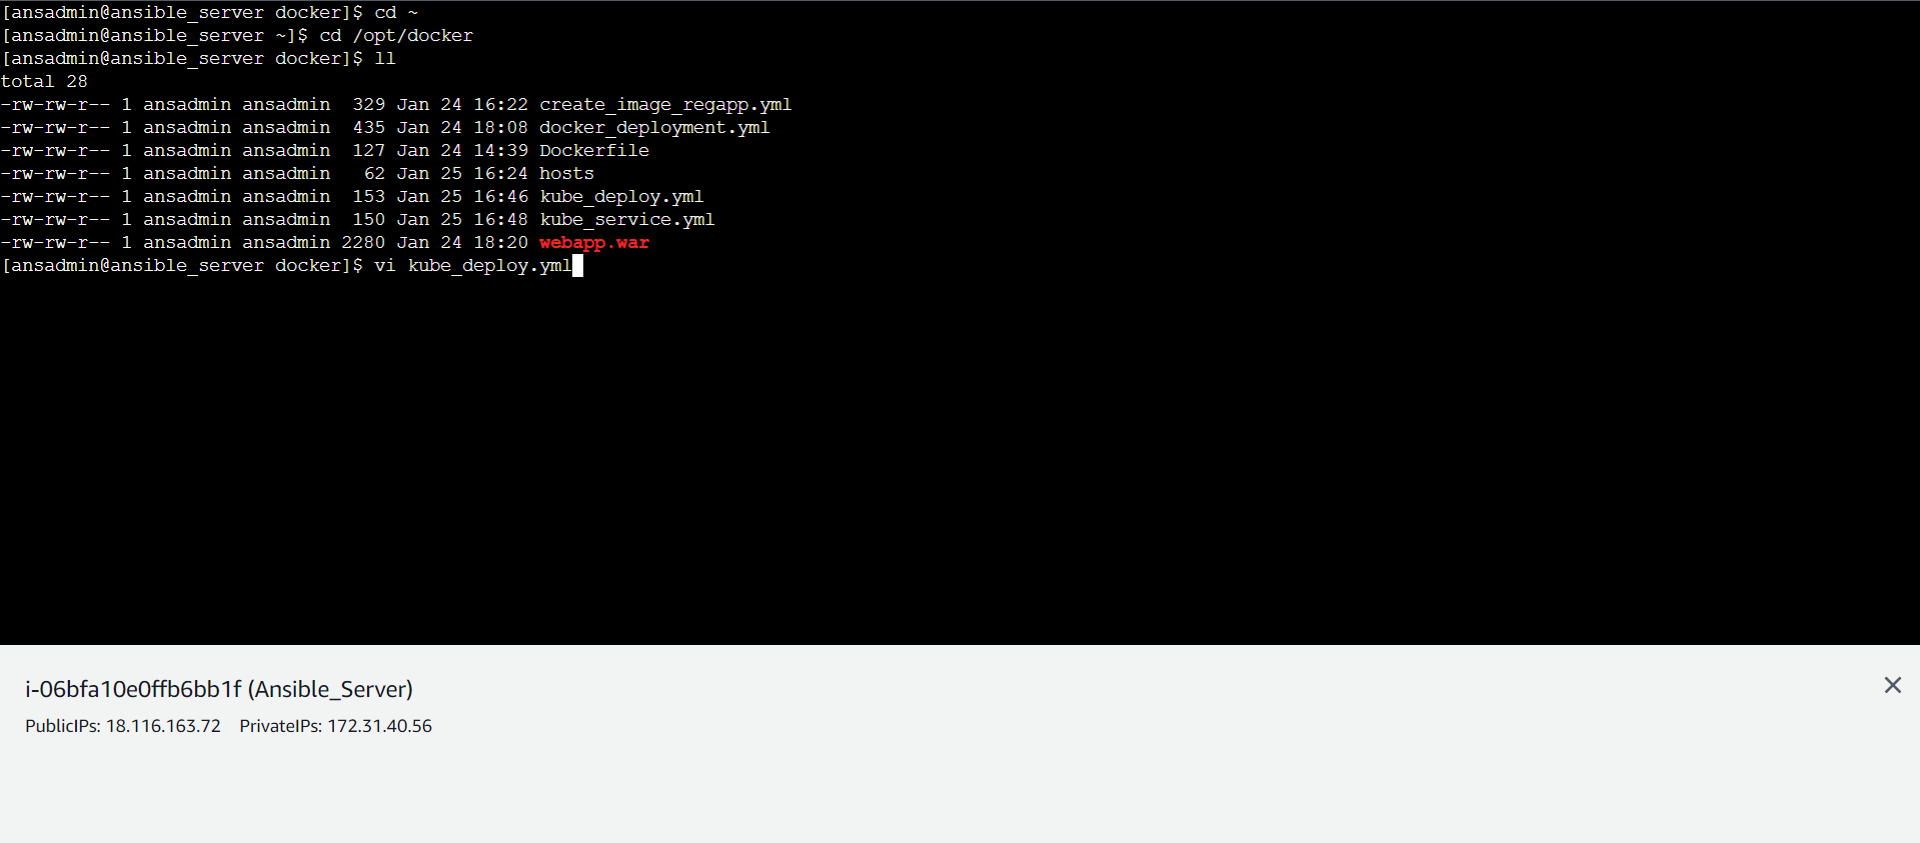 [ansadmin@ansible_server docker]$ cd ~
[ansadmin@ansible_server ~]$ cd /opt/docker
[ansadmin@ansible_server docker]$ ll
total 28
-rw-rw-r-- 1 ansadmin ansadmin  329 Jan 24 16:22 create_image_regapp.yml
-rw-rw-r-- 1 ansadmin ansadmin  435 Jan 24 18:08 docker_deployment.yml
-rw-rw-r-- 1 ansadmin ansadmin  127 Jan 24 14:39 Dockerfile
-rw-rw-r-- 1 ansadmin ansadmin   62 Jan 25 16:24 hosts
-rw-rw-r-- 1 ansadmin ansadmin  153 Jan 25 16:46 kube_deploy.yml
-rw-rw-r-- 1 ansadmin ansadmin  150 Jan 25 16:48 kube_service.yml
-rw-rw-r-- 1 ansadmin ansadmin 2280 Jan 24 18:20 webapp.war
[ansadmin@ansible_server docker]$ vi kube_deploy.yml
i-06bfa10e0ffb6bb1f (Ansible_Server)
PublicIPs: 18.116.163.72 PrivateIPs: 172.31.40.56